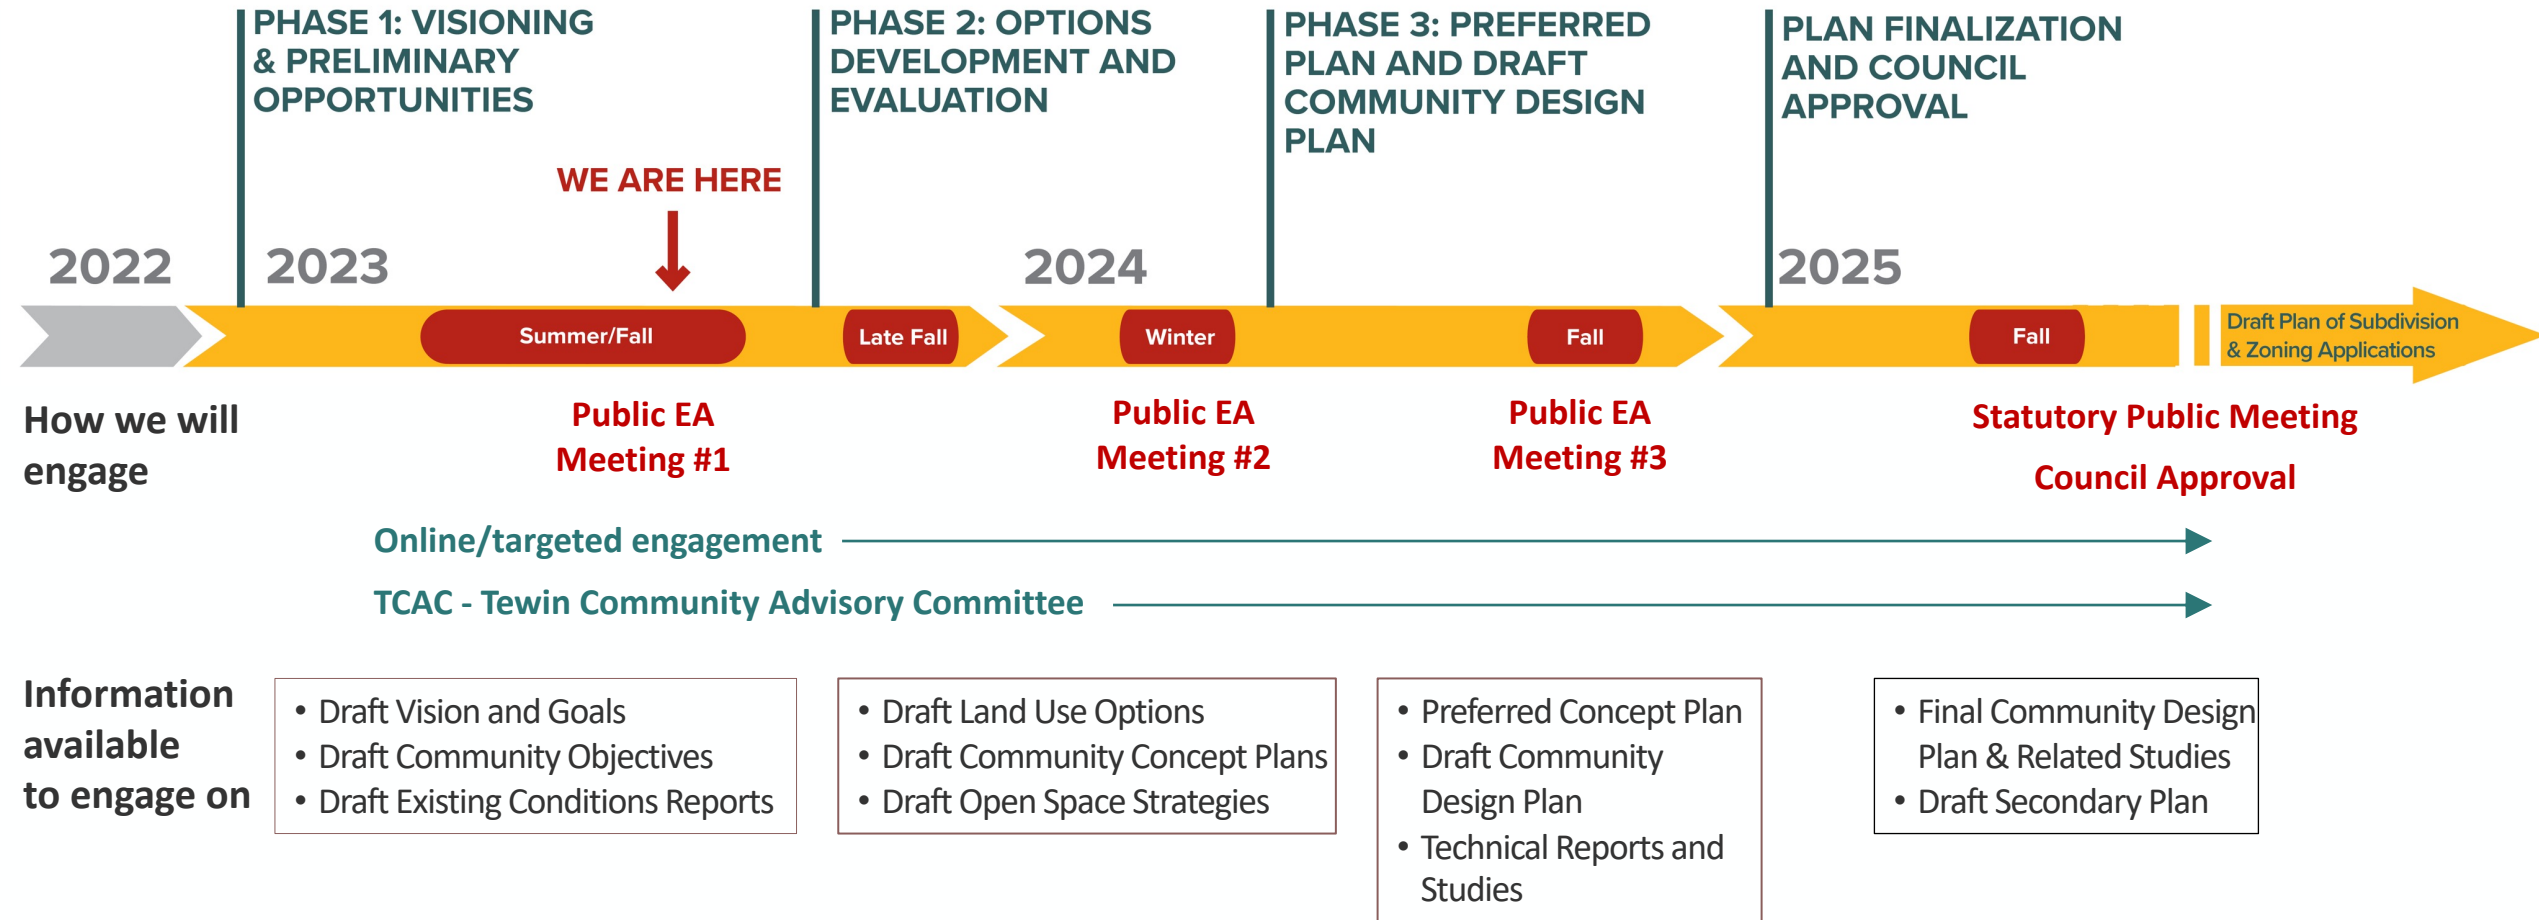 PHASE 1: VISIONING
& PRELIMINARY
OPPORTUNITIES
PHASE 2: OPTIONS
DEVELOPMENT AND
EVALUATION
PHASE 3: PREFERRED
PLAN AND DRAFT
COMMUNITY DESIGN
PLAN
PLAN FINALIZATION
AND COUNCIL
APPROVAL
WE ARE HERE
2022
2023
2024
2025
Summer/Fall
Late Fall
Winter
Fall
Fall
Draft Plan of Subdivision
& Zoning Applications
How we will
engage
Public EA
Meeting #1
Public EA
Meeting #2
Public EA
Meeting #3
Statutory Public Meeting
Council Approval
Online/targeted engagement
TCAC - Tewin Community Advisory Committee
Information
available
to engage on
• Draft Vision and Goals
• Draft Community Objectives
• Draft Existing Conditions Reports
• Draft Land Use Options
• Draft Community Concept Plans
• Draft Open Space Strategies
• Preferred Concept Plan
• Draft Community
Design Plan
• Technical Reports and
Studies
• Final Community Design
Plan & Related Studies
• Draft Secondary Plan